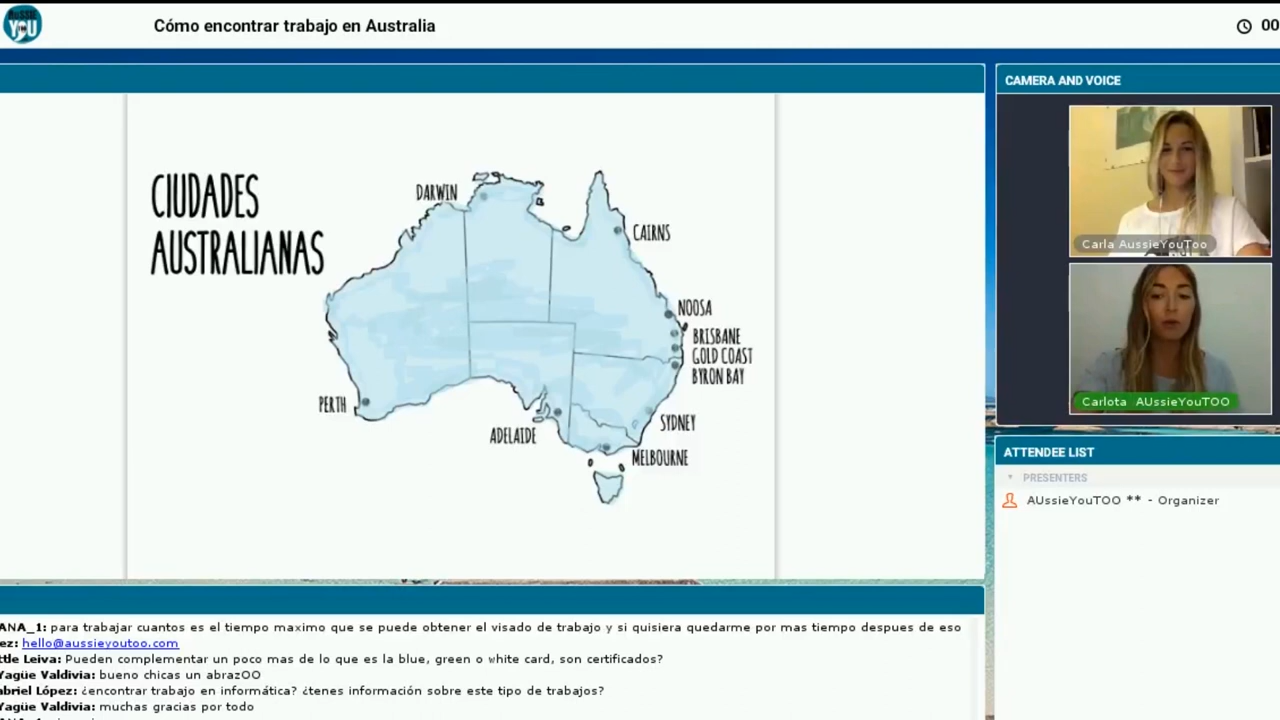 AUSSIE
YOU
Cómo encontrar trabajo en Australia
00
CAMERA AND VOICE
Carla AussieYouToo
Carlota AUssieYouTOO
CIUDADES
AUSTRALIANAS
DARWIN
CAIRNS
NOOSA
BRISBANE
GOLD COAST
BYRON BAY
PERTH
SYDNEY
ADELAIDE
MELBOURNE
ATTENDEE LIST
PRESENTERS
AUssieYouTOO ** - Organizer
ANA_1: para trabajar cuantos es el tiempo maximo que se puede obtener el visado de trabajo y si quisiera quedarme por mas tiempo despues de eso
ez: hello@aussieyoutoo.com
ttle Leiva: Pueden complementar un poco mas de lo que es la blue, green o white card, son certificados?
Yagüe Valdivia: bueno chicas un abrazOO
abriel López: ¿encontrar trabajo en informática? ¿tenes información sobre este tipo de trabajos?
Yagüe Valdivia: muchas gracias por todo